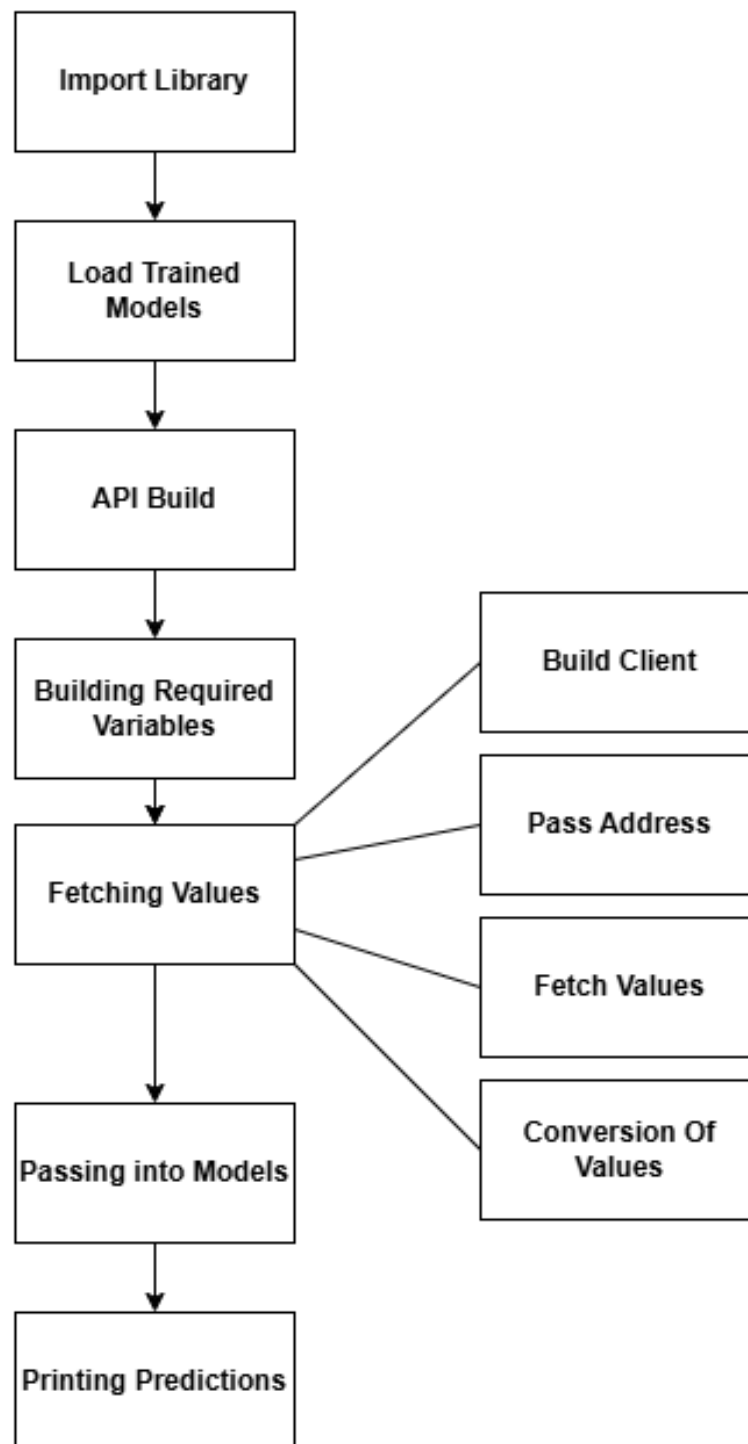 Import Library
Load Trained
Models
API Build
Building Required
Variables
Fetching Values
Build Client
Pass Address
Fetch Values
Conversion Of
Values
Passing into Models
Printing Predictions